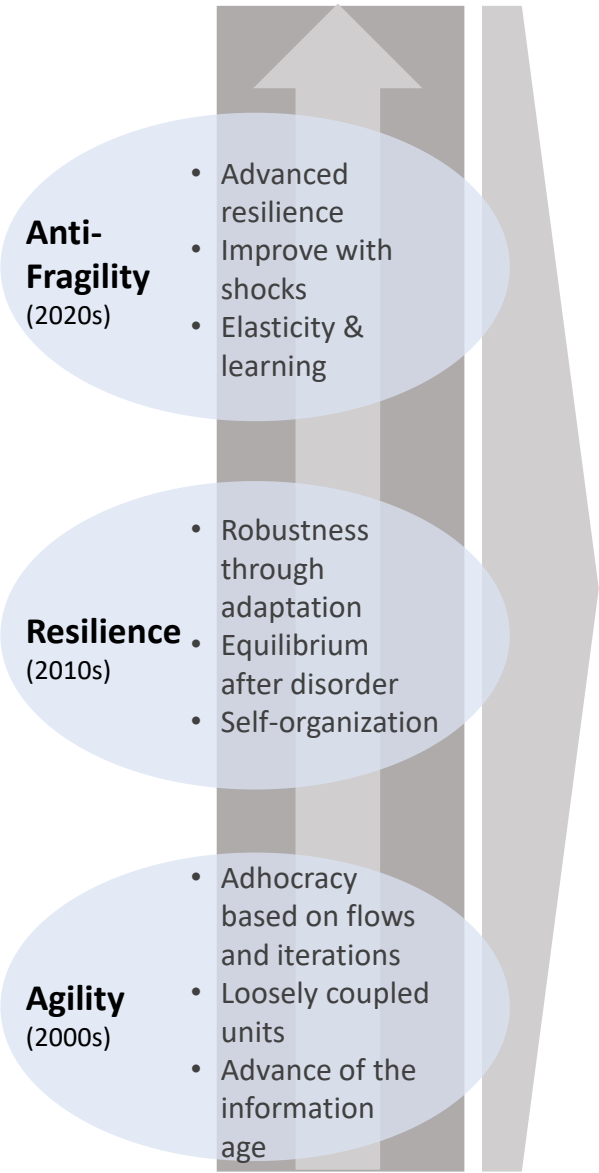 Anti-
Fragility
(2020s)
• Advanced
resilience
• Improve with
shocks
• Elasticity &
learning
Resilience
(2010s)
• Robustness
through
adaptation
• Equilibrium
after disorder
• Self-organization
Agility
(2000s)
• Adhocracy
based on flows
and iterations
• Loosely coupled
units
• Advance of the
information
age